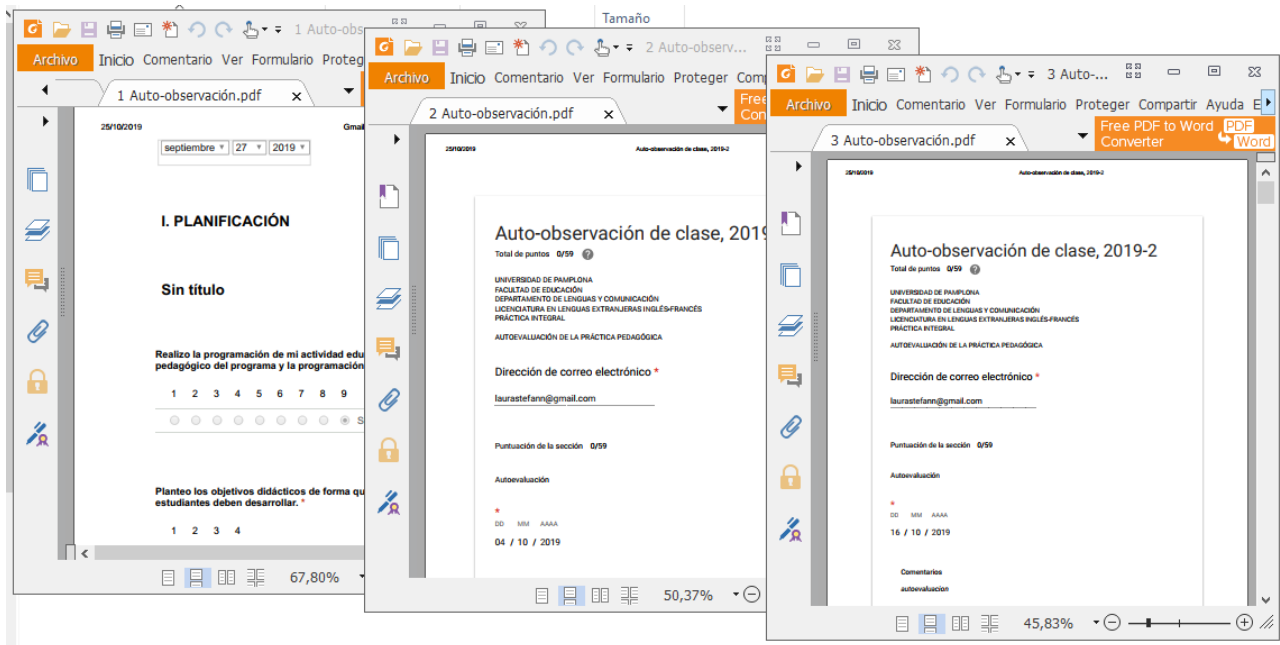 Tamaño
1 Auto-obs
Archivo Inicio Comentario Ver Formulario Proteg
1 Auto-observación.pdf x
25/10/2019 Gmail
septiembre 27 2019
I. PLANIFICACIÓN
Sin título
Realizo la programación de mi actividad edu
pedagógico del programa y la programación
1 2 3 4 5 6 7 8 9
S
Planteo los objetivos didácticos de forma qu
estudiantes deben desarrollar. *
1 2 3 4
67,80%
2 Auto-observ...
Archivo Inicio Comentario Ver Formulario Proteger Com
2 Auto-observación.pdf x
Free
Con
25/10/2019 Auto-observación de clase, 2019-2
Auto-observación de clase, 2019
Total de puntos 0/59 ?
UNIVERSIDAD DE PAMPLONA
FACULTAD DE EDUCACIÓN
DEPARTAMENTO DE LENGUAS Y COMUNICACIÓN
LICENCIATURA EN LENGUAS EXTRANJERAS INGLÉS-FRANCÉS
PRÁCTICA INTEGRAL
AUTOEVALUACIÓN DE LA PRÁCTICA PEDAGÓGICA
Dirección de correo electrónico *
laurastefann@gmail.com
Puntuación de la sección 0/59
Autoevaluación
*
DD MM AAAA
04 / 10 / 2019
50,37%
3 Auto-...
Archivo Inicio Comentario Ver Formulario Proteger Compartir Ayuda E
3 Auto-observación.pdf x
Free PDF to Word PDF
Converter Word
25/10/2019 Auto-observación de clase, 2019-2
Auto-observación de clase, 2019-2
Total de puntos 0/59 ?
UNIVERSIDAD DE PAMPLONA
FACULTAD DE EDUCACIÓN
DEPARTAMENTO DE LENGUAS Y COMUNICACIÓN
LICENCIATURA EN LENGUAS EXTRANJERAS INGLÉS-FRANCÉS
PRÁCTICA INTEGRAL
AUTOEVALUACIÓN DE LA PRÁCTICA PEDAGÓGICA
Dirección de correo electrónico *
laurastefann@gmail.com
Puntuación de la sección 0/59
Autoevaluación
*
DD MM AAAA
16 / 10 / 2019
Comentarios
autoevaluacion
45,83%